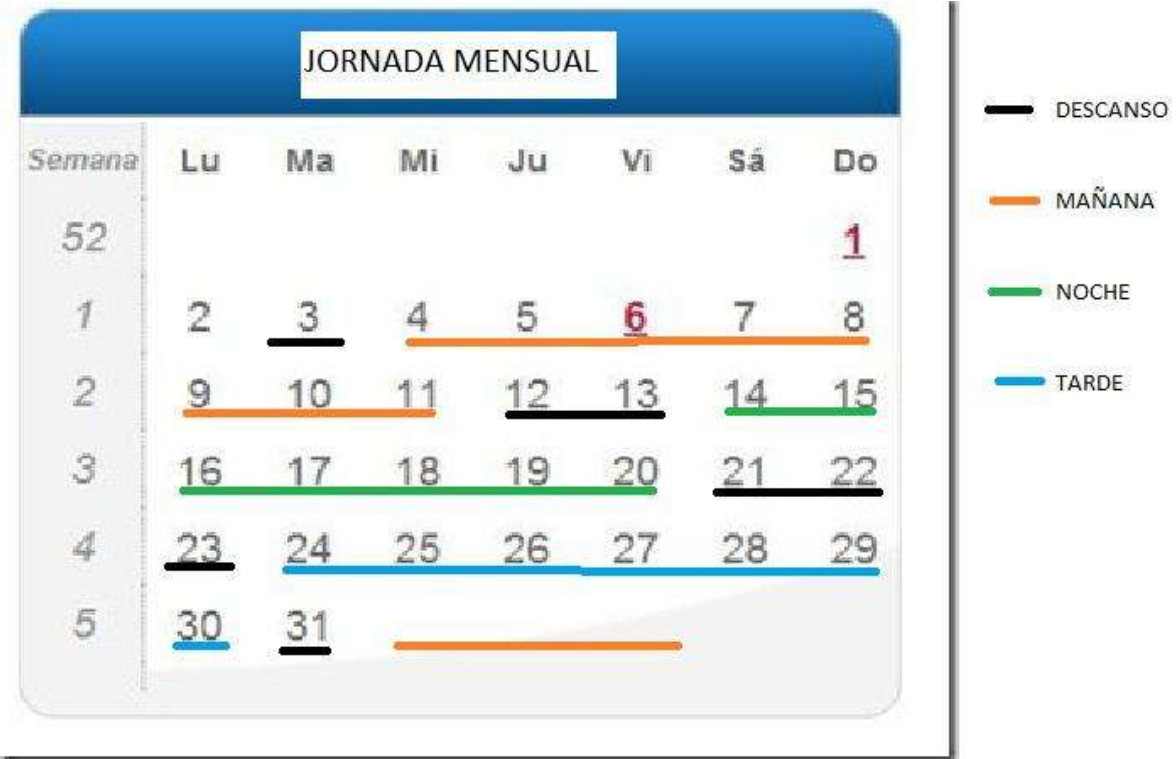 JORNADA MENSUAL
Semana Lu Ma Mi Ju Vi Sá Do
52 1
1 2 3 4 5 6 7 8
2 9 10 11 12 13 14 15
3 16 17 18 19 20 21 22
4 23 24 25 26 27 28 29
5 30 31
DESCANSO
MAÑANA
NOCHE
TARDE